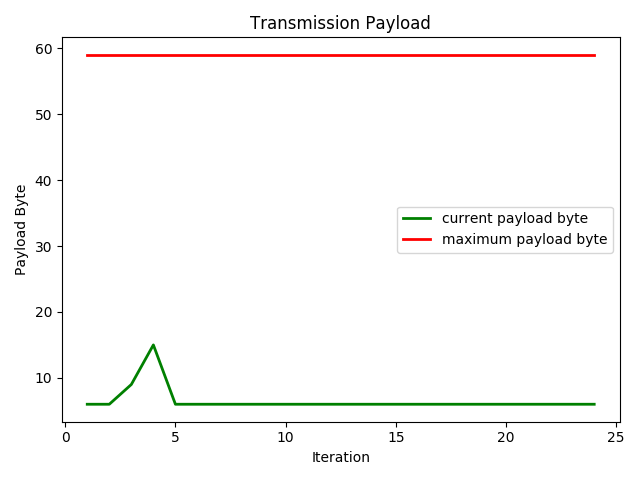 Transmission Payload
60
50
40
30
20
10
Payload Byte
current payload byte
maximum payload byte
0
5
10
15
20
25
Iteration